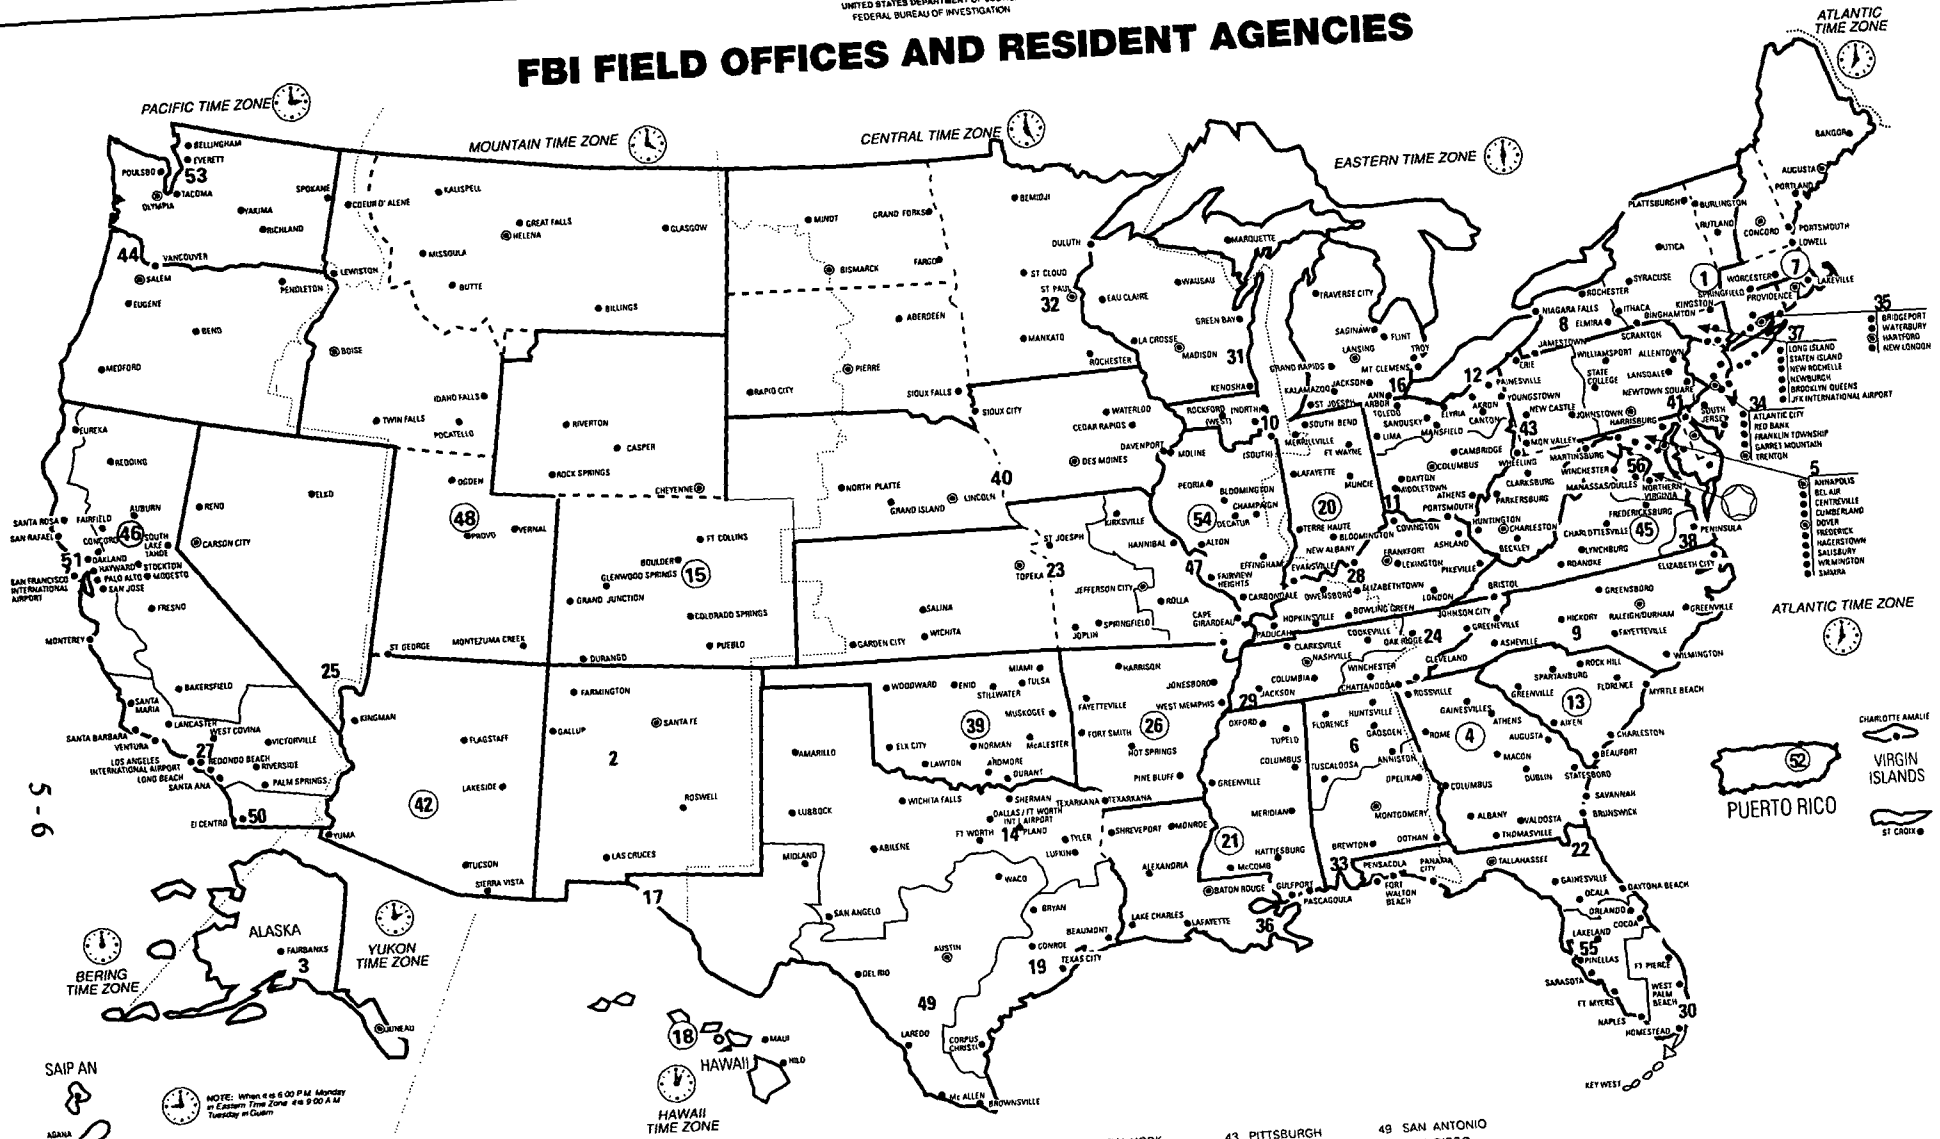 UNITED STATES DEPARTMENT OF
FEDERAL BUREAU OF INVESTIGATION
FBI FIELD OFFICES AND RESIDENT AGENCIES
ATLANTIC
TIME ZONE
PACIFIC TIME ZONE
MOUNTAIN TIME ZONE
CENTRAL TIME ZONE
EASTERN TIME ZONE
BELLINGHAM
EVERETT
53
POULSBO
TACOMA
OLYMPIA
YAKIMA
RICHLAND
SPOKANE
44
VANCOUVER
SALEM
EUGENE
PENDLETON
BEND
MEDFORD
COEUR D'ALENE
LEWISTON
BOISE
TWIN FALLS
IDAHO FALLS
POCATELLO
KALISPELL
GREAT FALLS
HELENA
GLASGOW
MISSOULA
BUTTE
BILLINGS
RIVERTON
CASPER
ROCK SPRINGS
CHEYENNE
MINOT
GRAND FORKS
BISMARCK
FARGO
ABERDEEN
PIERRE
RAPID CITY
SIOUX FALLS
NORTH PLATTE
GRAND ISLAND
LINCOLN
40
BEMIDJI
DULUTH
ST CLOUD
ST PAUL
32
MANKATO
ROCHESTER
EAU CLAIRE
WAUSAU
GREEN BAY
LA CROSSE
MADISON
31
KENOSHA
MARQUETTE
TRAVERSE CITY
SAGINAW
FLINT
LANSING
TROY
GRAND RAPIDS
MT CLEMENS
KALAMAZOO
JACKSON
ANN
ARBOR
16
ST JOSEPH
SIOUX CITY
WATERLOO
CEDAR RAPIDS
DAVENPORT
DES MOINES
ROCKFORD
(WEST)
(NORTH)
10
(SOUTH)
MOLINE
PEORIA
BLOOMINGTON
CHAMPAIGN
54
DECATUR
ALTON
EFFINGHAM
47
FAIRVIEW
HEIGHTS
CARBONDALE
SOUTH BEND
MERRILLVILLE
FT WAYNE
LAFAYETTE
MUNCIE
20
TERRE HAUTE
BLOOMINGTON
NEW ALBANY
EVANSVILLE
TOLEDO
SANDUSKY
LIMA
MANSFIELD
ELYRIA
AKRON
CANTON
12
PAINESVILLE
YOUNGSTOWN
CAMBRIDGE
COLUMBUS
DAYTON
MIDDLETOWN
11
ATHENS
PORTSMOUTH
COVINGTON
FRANKFORT
LEXINGTON
ASHLAND
PIKEVILLE
28
ELIZABETHTOWN
OWENSBORO
LONDON
HOPKINSVILLE
BOWLING GREEN
PADUCAH
WHEELING
CLARKSBURG
PARKERSBURG
HUNTINGTON
CHARLESTON
BECKLEY
MARTINSBURG
ERIE
NEW CASTLE
43
MON VALLEY
JOHNSTOWN
STATE
COLLEGE
WILLIAMSPORT
SCRANTON
ALLENTOWN
LANSDALE
NEWTOWN SQUARE
41
HARRISBURG
SOUTH
JERSEY
JAMESTOWN
NIAGARA FALLS
8
ELMIRA
ROCHESTER
ITHACA
BINGHAMTON
KINGSTON
SYRACUSE
UTICA
PLATTSBURGH
1
BURLINGTON
RUTLAND
CONCORD
PORTSMOUTH
LOWELL
WORCESTER
7
LAKEVILLE
SPRINGFIELD
PROVIDENCE
BANGOR
AUGUSTA
PORTLAND
35
BRIDGEPORT
WATERBURY
HARTFORD
NEW LONDON
37
LONG ISLAND
STATEN ISLAND
NEW ROCHELLE
NEWBURGH
BROOKLYN QUEENS
JFK INTERNATIONAL AIRPORT
34
ATLANTIC CITY
RED BANK
FRANKLIN TOWNSHIP
GARRET MOUNTAIN
TRENTON
5
ANNAPOLIS
BEL AIR
CENTREVILLE
CUMBERLAND
DOVER
FREDERICK
HAGERSTOWN
SALISBURY
WILMINGTON
WINCHESTER
56
MANASSAS/DULLES
NORTHERN
VIRGINIA
FREDERICKSBURG
CHARLOTTESVILLE
45
PENINSULA
38
LYNCHBURG
ROANOKE
BRISTOL
ELIZABETH CITY
GREENSBORO
HICKORY
RALEIGH/DURHAM
GREENVILLE
9
FAYETTEVILLE
ASHEVILLE
WILMINGTON
ATLANTIC TIME ZONE
EUREKA
REDDING
SANTA ROSA
SAN RAFAEL
FAIRFIELD
AUBURN
46
CONCORD
SOUTH
LAKE
TAHOE
51
OAKLAND
HAYWARD
STOCKTON
SAN FRANCISCO
INTERNATIONAL
AIRPORT
PALO ALTO
MODESTO
SAN JOSE
FRESNO
MONTEREY
BAKERSFIELD
SANTA
MARIA
LANCASTER
SANTA BARBARA
VENTURA
WEST COVINA
VICTORVILLE
27
LOS ANGELES
INTERNATIONAL AIRPORT
REDONDO BEACH
RIVERSIDE
LONG BEACH
SANTA ANA
PALM SPRINGS
El CENTRO
50
RENO
ELKO
CARSON CITY
25
OGDEN
48
PROVO
VERNAL
ST GEORGE
MONTEZUMA CREEK
FT COLLINS
BOULDER
GLENWOOD SPRINGS
15
GRAND JUNCTION
COLORADO SPRINGS
PUEBLO
DURANGO
SALINA
WICHITA
GARDEN CITY
TOPEKA
ST JOESPH
23
KIRKSVILLE
HANNIBAL
JEFFERSON CITY
ROLLA
SPRINGFIELD
JOPLIN
CAPE
GIRARDEAU
KINGMAN
FLAGSTAFF
LAKESIDE
42
YUMA
TUCSON
SIERRA VISTA
FARMINGTON
GALLUP
SANTA FE
2
ROSWELL
LAS CRUCES
WOODWARD
ENID
STILLWATER
MIAMI
TULSA
MUSKOGEE
39
ELK CITY
NORMAN
McALESTER
LAWTON
ARDMORE
DURANT
HARRISON
JONESBORO
FAYETTEVILLE
WEST MEMPHIS
26
FORT SMITH
HOT SPRINGS
PINE BLUFF
TEXARKANA
TEXARKANA
CLARKSVILLE
NASHVILLE
COOKEVILLE
OAK RIDGE
24
JOHNSON CITY
GREENEVILLE
WINCHESTER
CLEVELAND
COLUMBIA
CHATTANOOGA
29
JACKSON
ROSSVILLE
OXFORD
TUPELO
COLUMBUS
GREENVILLE
MERIDIAN
21
HATTIESBURG
McCOMB
GULFPORT
PASCAGOULA
FLORENCE
HUNTSVILLE
GADSDEN
6
ANNISTON
TUSCALOOSA
OPELIKA
MONTGOMERY
DOTHAN
BREWTON
33
ROME
GAINESVILLES
ATHENS
4
AUGUSTA
MACON
DUBLIN
COLUMBUS
STATESBORO
SAVANNAH
ALBANY
VALDOSTA
BRUNSWICK
THOMASVILLE
SPARTANBURG
ROCK HILL
GREENVILLE
FLORENCE
MYRTLE BEACH
13
AIKEN
CHARLESTON
BEAUFORT
AMARILLO
LUBBOCK
WICHITA FALLS
SHERMAN
DALLAS / FT WORTH
INT'L AIRPORT
FT WORTH
14
PLANO
TYLER
LUFKIN
ABILENE
MIDLAND
17
WACO
BRYAN
SAN ANGELO
AUSTIN
CONROE
BEAUMONT
19
TEXAS CITY
DEL RIO
49
LAREDO
CORPUS
CHRISTI
Mc ALLEN
BROWNSVILLE
SHREVEPORT
MONROE
ALEXANDRIA
BATON ROUGE
LAKE CHARLES
LAFAYETTE
36
PENSACOLA
FORT
WALTON
BEACH
PANAMA
CITY
TALLAHASSEE
22
GAINESVILLE
OCALA
DAYTONA BEACH
ORLANDO
COCOA
LAKELAND
55
PINELLAS
FT PIERCE
SARASOTA
WEST
PALM
BEACH
FT MYERS
30
NAPLES
HOMESTEAD
KEY WEST
CHARLOTTE AMALIE
VIRGIN
ISLANDS
ST CROIX
52
PUERTO RICO
5-6
ALASKA
FAIRBANKS
3
JUNEAU
YUKON
TIME ZONE
BERING
TIME ZONE
18
MAUI
HAWAII
HILO
HAWAII
TIME ZONE
SAIPAN
AGANA
NOTE: When it is 6:00 P.M. Monday
in Eastern Time Zone it is 9:00 A.M
Tuesday in Guam
43 PITTSBURGH
49 SAN ANTONIO